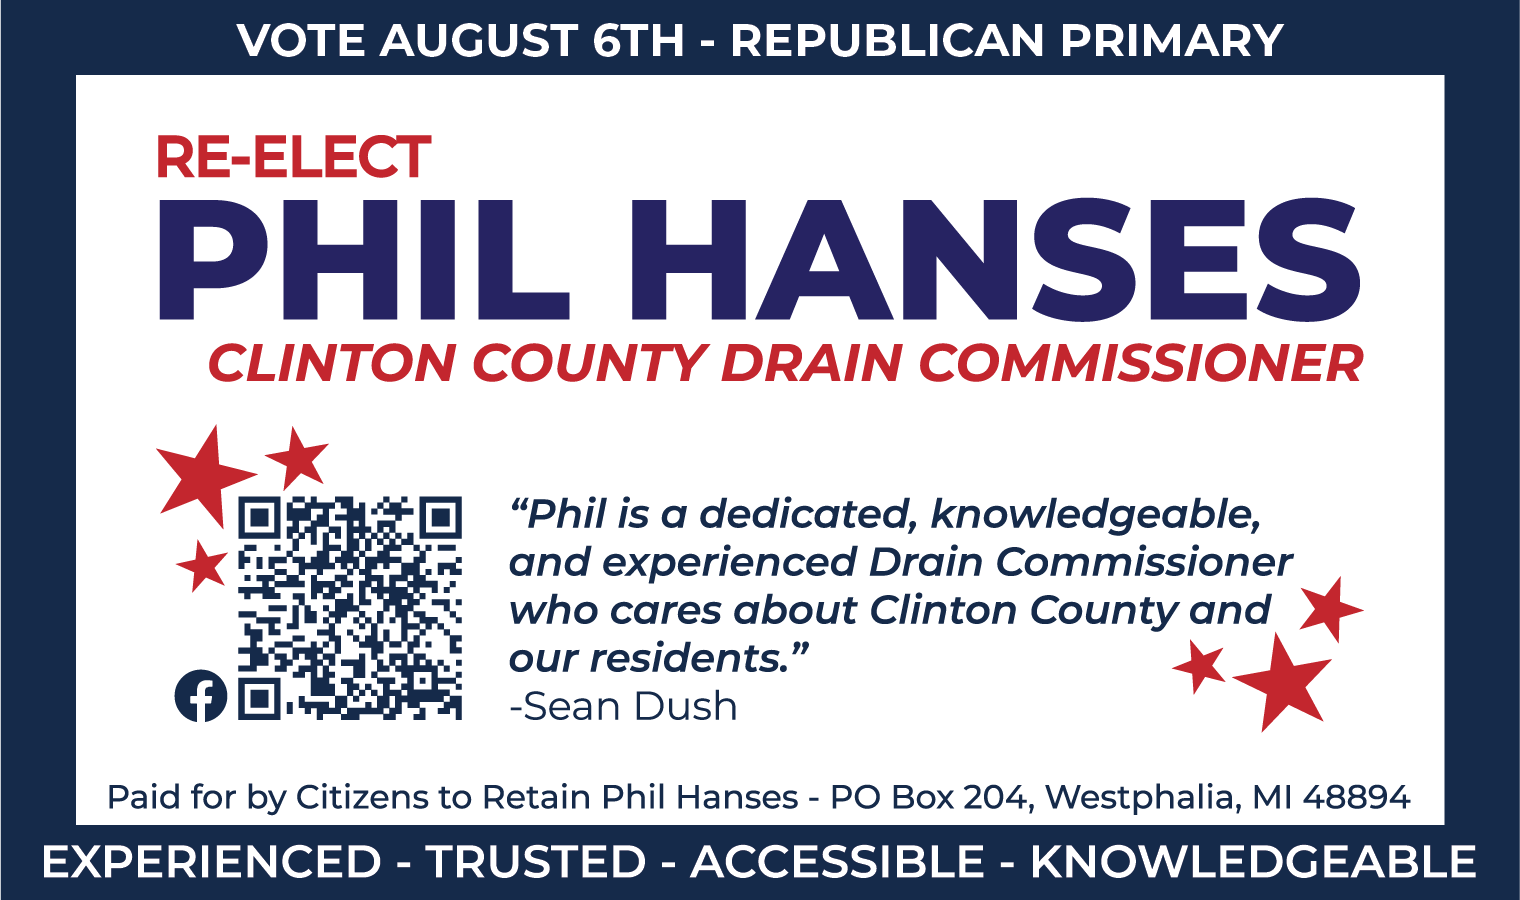 VOTE AUGUST 6TH - REPUBLICAN PRIMARY
RE-ELECT
PHIL HANSES
CLINTON COUNTY DRAIN COMMISSIONER
“Phil is a dedicated, knowledgeable,
and experienced Drain Commissioner
who cares about Clinton County and
our residents.”
-Sean Dush
Paid for by Citizens to Retain Phil Hanses - PO Box 204, Westphalia, MI 48894
EXPERIENCED - TRUSTED - ACCESSIBLE - KNOWLEDGEABLE